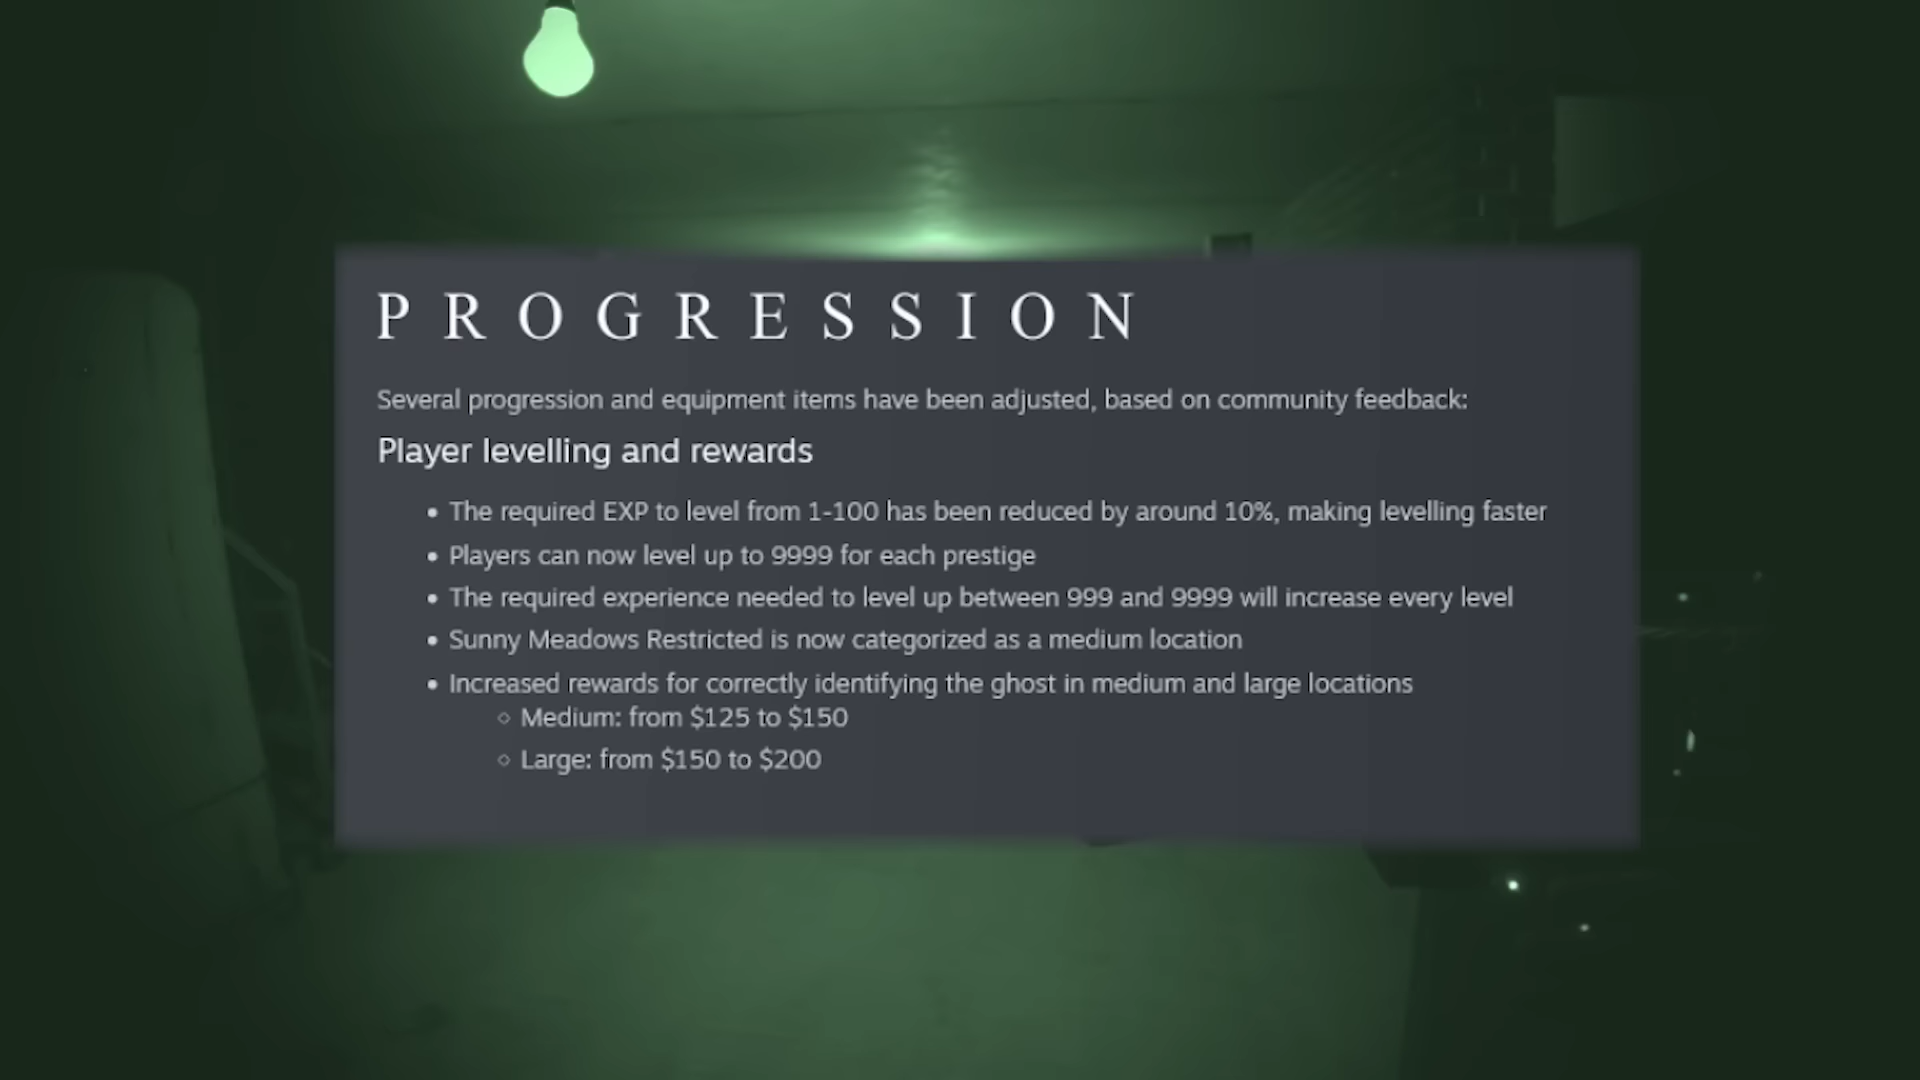 PROGRESSION
Several progression and equipment items have been adjusted, based on community feedback:
Player levelling and rewards
• The required EXP to level from 1-100 has been reduced by around 10%, making levelling faster
• Players can now level up to 9999 for each prestige
• The required experience needed to level up between 999 and 9999 will increase every level
• Sunny Meadows Restricted is now categorized as a medium location
• Increased rewards for correctly identifying the ghost in medium and large locations
◦ Medium: from $125 to $150
◦ Large: from $150 to $200